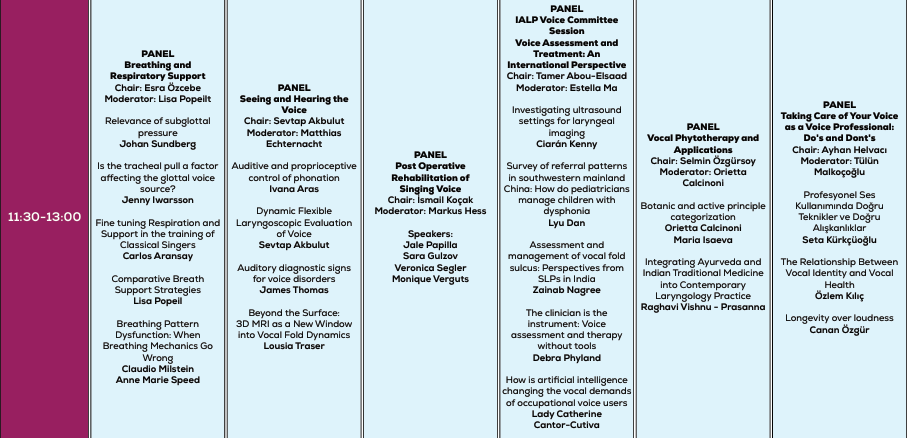 11:30-13:00
PANEL
Breathing and
Respiratory Support
Chair: Esra Özcebe
Moderator: Lisa Popeilt
Relevance of subglottal
pressure
Johan Sundberg
Is the tracheal pull a factor
affecting the glottal voice
source?
Jenny Iwarsson
Fine tuning Respiration and
Support in the training of
Classical Singers
Carlos Aransay
Comparative Breath
Support Strategies
Lisa Popeil
Breathing Pattern
Dysfunction: When
Breathing Mechanics Go
Wrong
Claudio Milstein
Anne Marie Speed
PANEL
Seeing and Hearing the
Voice
Chair: Sevtap Akbulut
Moderator: Matthias
Echternacht
Auditive and proprioceptive
control of phonation
Ivana Aras
Dynamic Flexible
Laryngoscopic Evaluation
of Voice
Sevtap Akbulut
Auditory diagnostic signs
for voice disorders
James Thomas
Beyond the Surface:
3D MRI as a New Window
into Vocal Fold Dynamics
Lousia Traser
PANEL
Post Operative
Rehabilitation of
Singing Voice
Chair: İsmail Koçak
Moderator: Markus Hess
Speakers:
Jale Papilla
Sara Gulzov
Veronica Segler
Monique Verguts
PANEL
IALP Voice Committee
Session
Voice Assessment and
Treatment: An
International Perspective
Chair: Tamer Abou-Elsaad
Moderator: Estella Ma
Investigating ultrasound
settings for laryngeal
imaging
Ciarán Kenny
Survey of referral patterns
in southwestern mainland
China: How do pediatricians
manage children with
dysphonia
Lyu Dan
Assessment and
management of vocal fold
sulcus: Perspectives from
SLPs in India
Zainab Nagree
The clinician is the
instrument: Voice
assessment and therapy
without tools
Debra Phyland
How is artificial intelligence
changing the vocal demands
of occupational voice users
Lady Catherine
Cantor-Cutiva
PANEL
Vocal Phytotherapy and
Applications
Chair: Selmin Özgürsoy
Moderator: Orietta
Calcinoni
Botanic and active principle
categorization
Orietta Calcinoni
Maria Isaeva
Integrating Ayurveda and
Indian Traditional Medicine
into Contemporary
Laryngology Practice
Raghavi Vishnu - Prasanna
PANEL
Taking Care of Your Voice
as a Voice Professional:
Do's and Dont's
Chair: Ayhan Helvacı
Moderator: Tülün
Malkoçoğlu
Profesyonel Ses
Kullanımında Doğru
Teknikler ve Doğru
Alışkanlıklar
Seta Kürkçüoğlu
The Relationship Between
Vocal Identity and Vocal
Health
Özlem Kılıç
Longevity over loudness
Canan Özgür